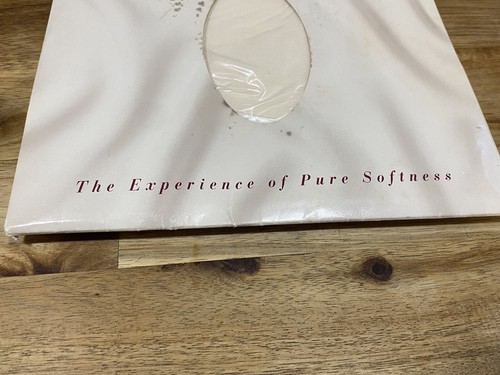 The Experience of Pure Softness